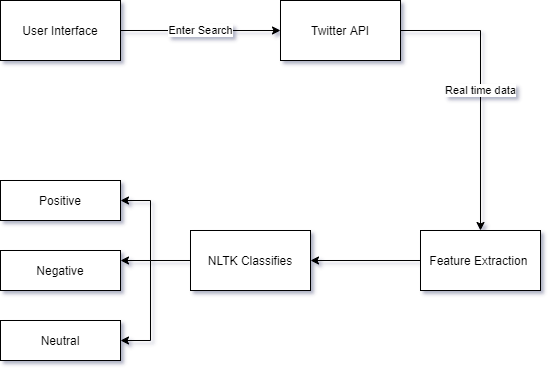 User Interface
Enter Search
Twitter API
Real time data
Positive
NLTK Classifies
Feature Extraction
Negative
Neutral